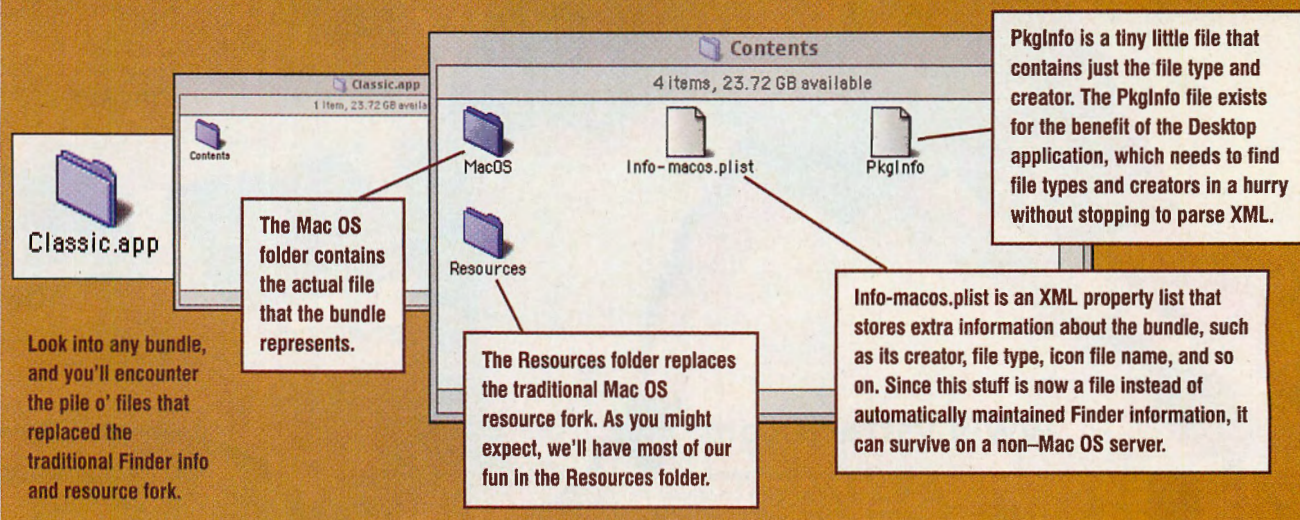 Classic.app
Look into any bundle,
and you'll encounter
the pile o' files that
replaced the
traditional Finder info
and resource fork.
Classic.app
1 item, 23.72 GB availa
Contents
The Mac OS
folder contains
the actual file
that the bundle
represents.
Contents
4 items, 23.72 GB available
MacOS
Info-macos.plist
PkgInfo
Resources
The Resources folder replaces
the traditional Mac OS
resource fork. As you might
expect, we'll have most of our
fun in the Resources folder.
PkgInfo is a tiny little file that
contains just the file type and
creator. The PkgInfo file exists
for the benefit of the Desktop
application, which needs to find
file types and creators in a hurry
without stopping to parse XML.
Info-macos.plist is an XML property list that
stores extra information about the bundle, such
as its creator, file type, icon file name, and so
on. Since this stuff is now a file instead of
automatically maintained Finder information, it
can survive on a non–Mac OS server.